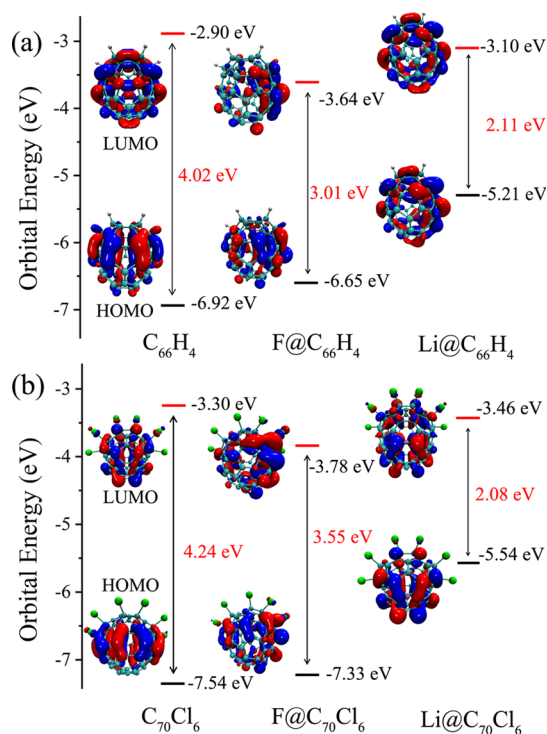 (a)
-2.90 eV
-3.10 eV
-3
-3.64 eV
-4
LUMO
2.11 eV
4.02 eV
3.01 eV
-5
-5.21 eV
Orbital Energy (eV)
-6
-6.65 eV
HOMO
-6.92 eV
-7
C66H4
F@C66H4
Li@C66H4
(b)
-3
-3.30 eV
-3.46 eV
-3.78 eV
-4
LUMO
2.08 eV
4.24 eV
3.55 eV
-5
-5.54 eV
Orbital Energy (eV)
HOMO
-6
-7
-7.54 eV
-7.33 eV
C70Cl6
F@C70Cl6
Li@C70Cl6